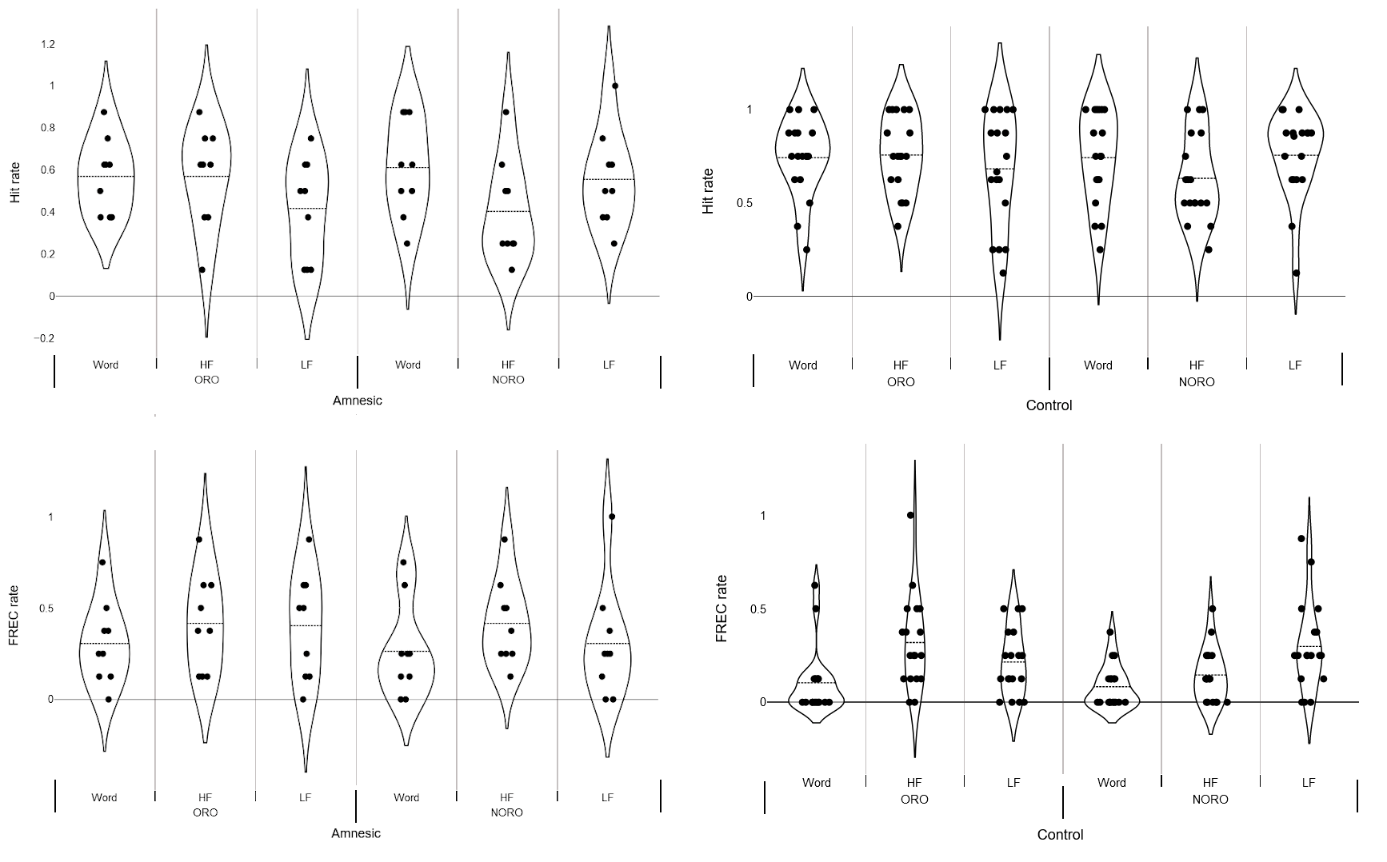 1.2
1
0.8
0.6
0.4
0.2
0
−0.2
Hit rate
Word HF LF Word HF LF
ORO NORO
Amnesic
1
0.5
0
Hit rate
Word HF LF Word HF LF
ORO NORO
Control
1
0.5
0
FREC rate
Word HF LF Word HF LF
ORO NORO
Amnesic
1
0.5
0
FREC rate
Word HF LF Word HF LF
ORO NORO
Control